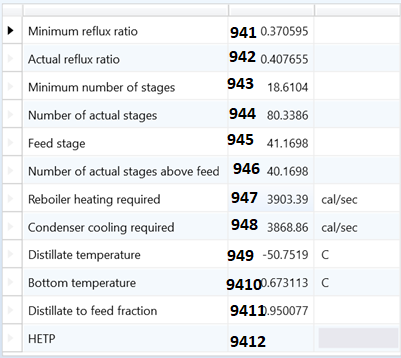 Minimum reflux ratio 941 0.370595
Actual reflux ratio 942 0.407655
Minimum number of stages 943 18.6104
Number of actual stages 944 80.3386
Feed stage 945 41.1698
Number of actual stages above feed 946 40.1698
Reboiler heating required 947 3903.39 cal/sec
Condenser cooling required 948 3868.86 cal/sec
Distillate temperature 949 -50.7519 C
Bottom temperature 9410 0.673113 C
Distillate to feed fraction 9411 0.950077
HETP 9412